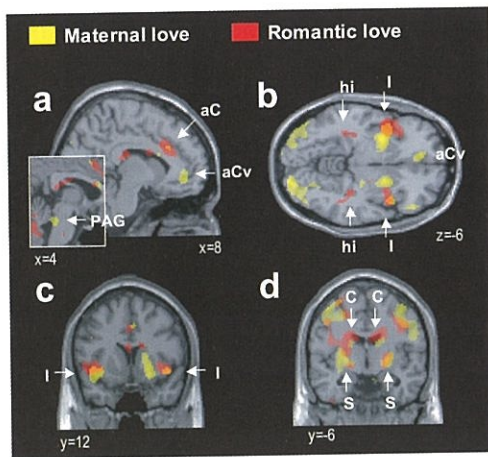 Maternal love
Romantic love
a
aC
aCv
PAG
x=4
x=8
b
hi
I
aCv
hi
I
z=-6
c
I
I
y=12
d
C
C
S
S
y=-6